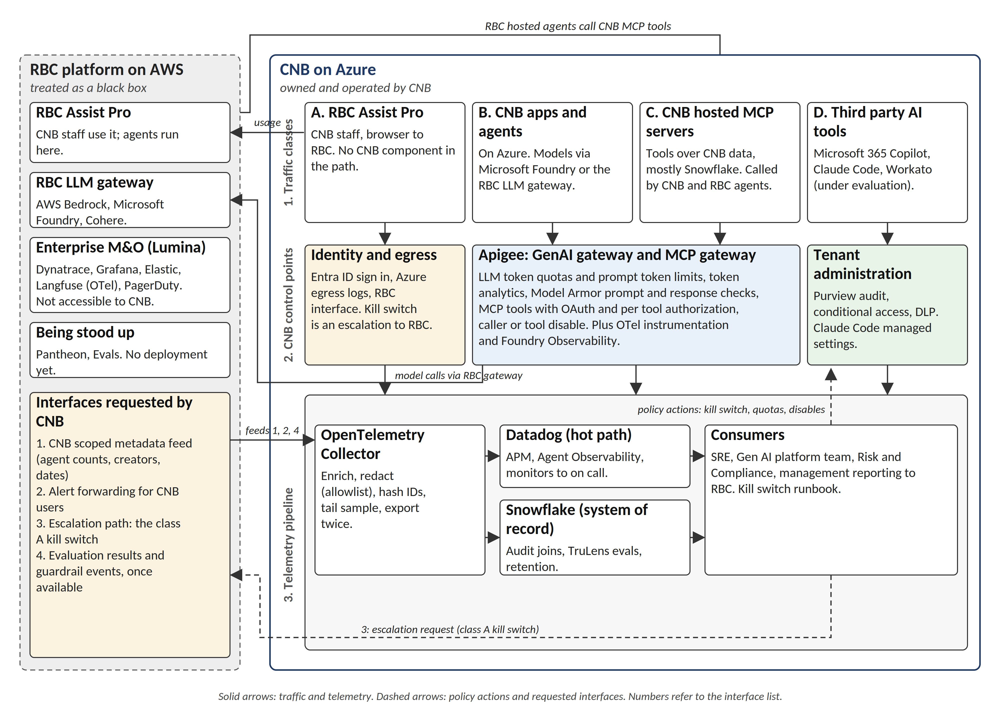 RBC hosted agents call CNB MCP tools
RBC platform on AWS
treated as a black box
RBC Assist Pro
CNB staff use it; agents run
here.
RBC LLM gateway
AWS Bedrock, Microsoft
Foundry, Cohere.
Enterprise M&O (Lumina)
Dynatrace, Grafana, Elastic,
Langfuse (OTel), PagerDuty.
Not accessible to CNB.
Being stood up
Pantheon, Evals. No deployment
yet.
Interfaces requested by
CNB
1. CNB scoped metadata feed
(agent counts, creators,
dates)
2. Alert forwarding for CNB
users
3. Escalation path: the class
A kill switch
4. Evaluation results and
guardrail events, once
available
usage
feeds 1, 2, 4
CNB on Azure
owned and operated by CNB
1. Traffic classes
A. RBC Assist Pro
CNB staff, browser to
RBC. No CNB component in
the path.
B. CNB apps and
agents
On Azure. Models via
Microsoft Foundry or the
RBC LLM gateway.
C. CNB hosted MCP
servers
Tools over CNB data,
mostly Snowflake. Called
by CNB and RBC agents.
D. Third party AI
tools
Microsoft 365 Copilot,
Claude Code, Workato
(under evaluation).
2. CNB control points
Identity and egress
Entra ID sign in, Azure
egress logs, RBC
interface. Kill switch
is an escalation to RBC.
Apigee: GenAI gateway and MCP gateway
LLM token quotas and prompt token limits, token
analytics, Model Armor prompt and response checks,
MCP tools with OAuth and per tool authorization,
caller or tool disable. Plus OTel instrumentation
and Foundry Observability.
Tenant
administration
Purview audit,
conditional access, DLP.
Claude Code managed
settings.
model calls via RBC gateway
3. Telemetry pipeline
policy actions: kill switch, quotas, disables
OpenTelemetry
Collector
Enrich, redact
(allowlist), hash IDs,
tail sample, export
twice.
Datadog (hot path)
APM, Agent Observability,
monitors to on call.
Snowflake (system of
record)
Audit joins, TruLens evals,
retention.
Consumers
SRE, Gen AI platform team, Risk and
Compliance, management reporting to
RBC. Kill switch runbook.
3: escalation request (class A kill switch)
Solid arrows: traffic and telemetry. Dashed arrows: policy actions and requested interfaces. Numbers refer to the interface list.